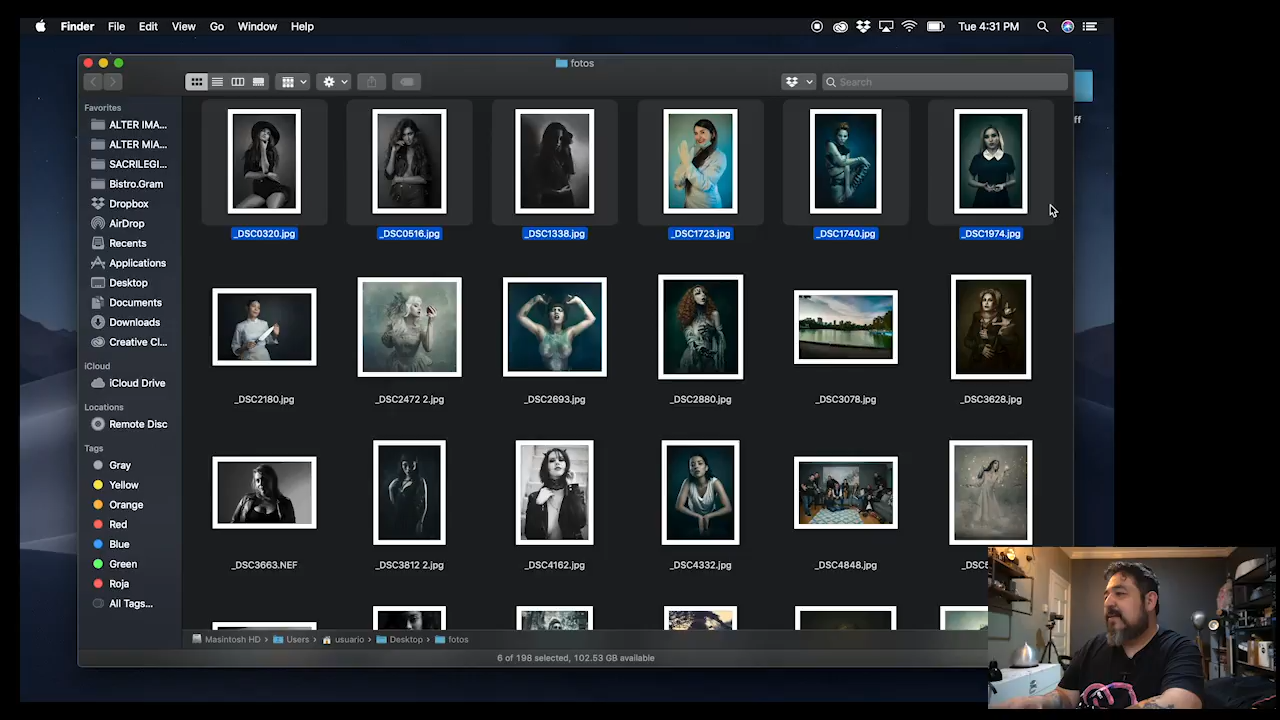 Finder File Edit View Go Window Help Tue 4:31 PM
fotos
Search
Favorites
ALTER IMA...
ALTER MIA...
SACRILEGI...
Bistro.Gram
Dropbox
AirDrop
Recents
Applications
Desktop
Documents
Downloads
Creative Cl...
iCloud
iCloud Drive
Locations
Remote Disc
Tags
Gray
Yellow
Orange
Red
Blue
Green
Roja
All Tags...
_DSC0320.jpg _DSC0516.jpg _DSC1338.jpg _DSC1723.jpg _DSC1740.jpg _DSC1974.jpg
_DSC2180.jpg _DSC2472 2.jpg _DSC2693.jpg _DSC2880.jpg _DSC3078.jpg _DSC3628.jpg
_DSC3663.NEF _DSC3812 2.jpg _DSC4162.jpg _DSC4332.jpg _DSC4848.jpg
Masintosh HD › Users › usuario › Desktop › fotos
6 of 198 selected, 102.53 GB available